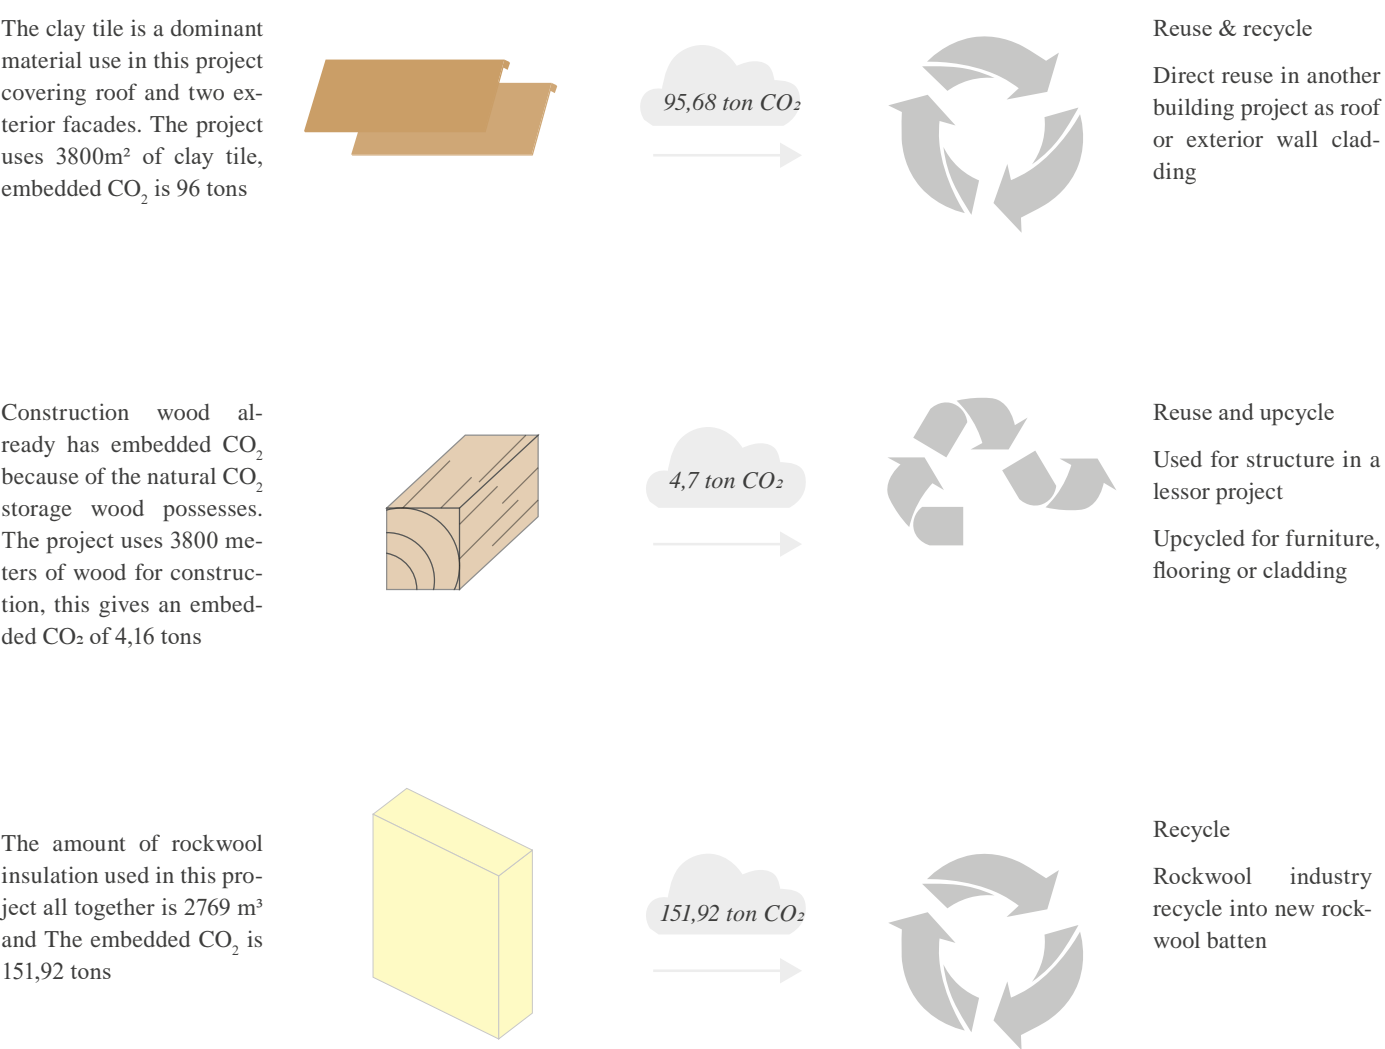 The clay tile is a dominant
material use in this project
covering roof and two ex-
terior facades. The project
uses 3800m² of clay tile,
embedded CO₂ is 96 tons
95,68 ton CO₂
Reuse & recycle
Direct reuse in another
building project as roof
or exterior wall clad-
ding
Construction wood al-
ready has embedded CO₂
because of the natural CO₂
storage wood possesses.
The project uses 3800 me-
ters of wood for construc-
tion, this gives an embed-
ded CO₂ of 4,16 tons
4,7 ton CO₂
Reuse and upcycle
Used for structure in a
lessor project
Upcycled for furniture,
flooring or cladding
The amount of rockwool
insulation used in this pro-
ject all together is 2769 m³
and The embedded CO₂ is
151,92 tons
151,92 ton CO₂
Recycle
Rockwool industry
recycle into new rock-
wool batten